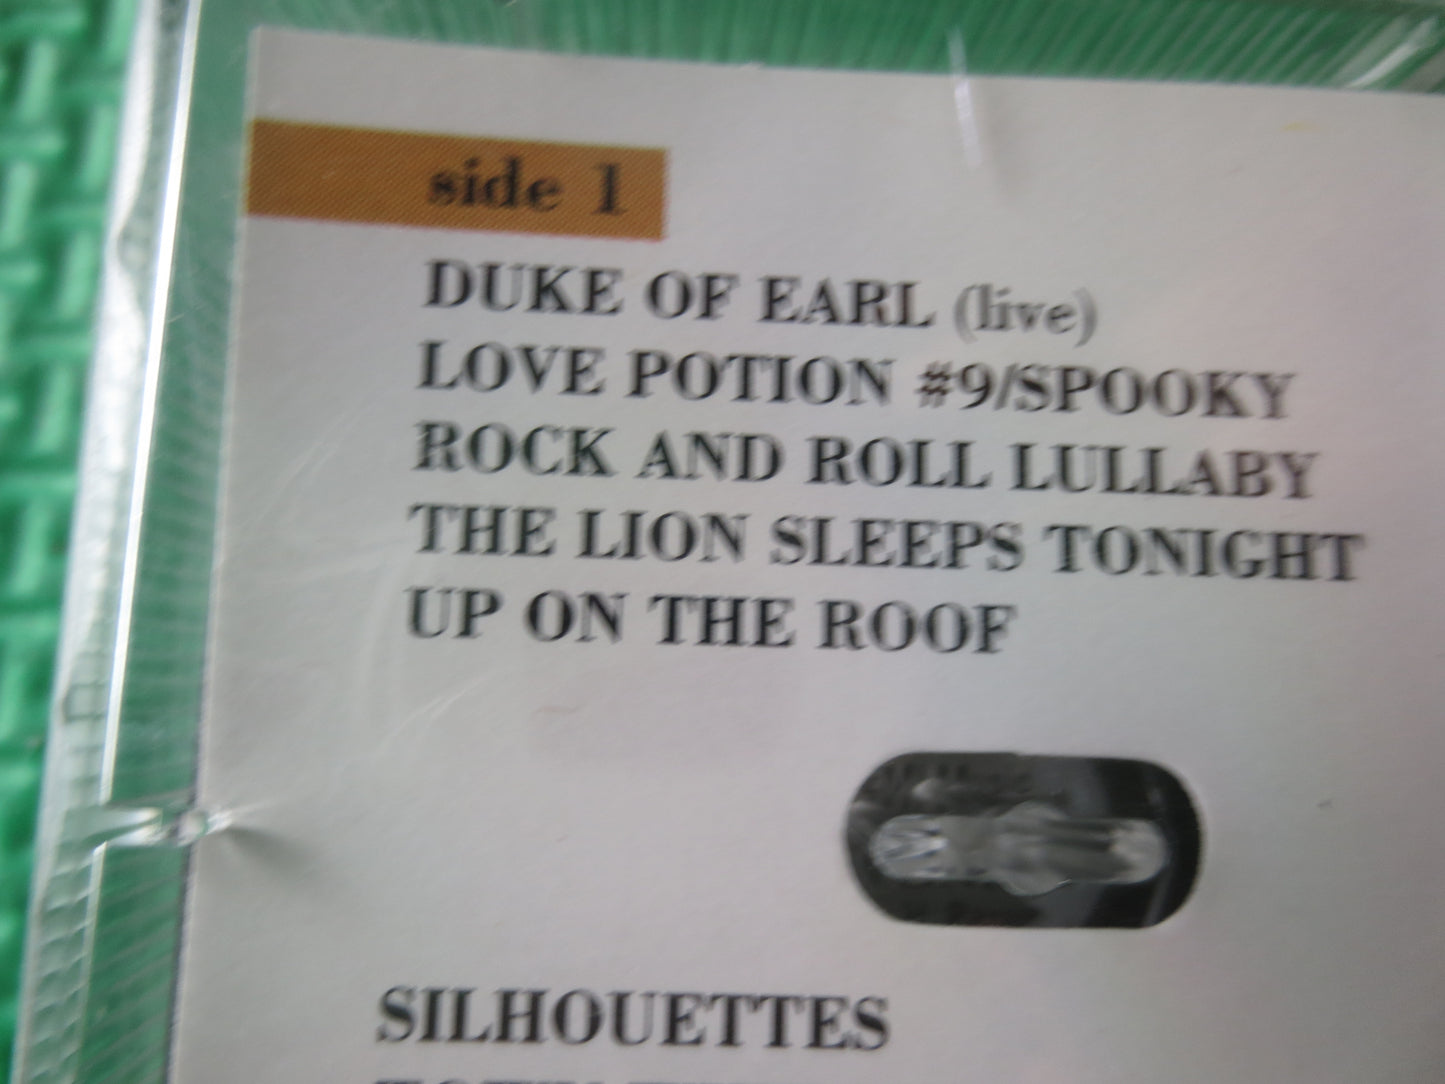 side 1
DUKE OF EARL (live)
LOVE POTION #9/SPOOKY
ROCK AND ROLL LULLABY
THE LION SLEEPS TONIGHT
UP ON THE ROOF
SILHOUETTES